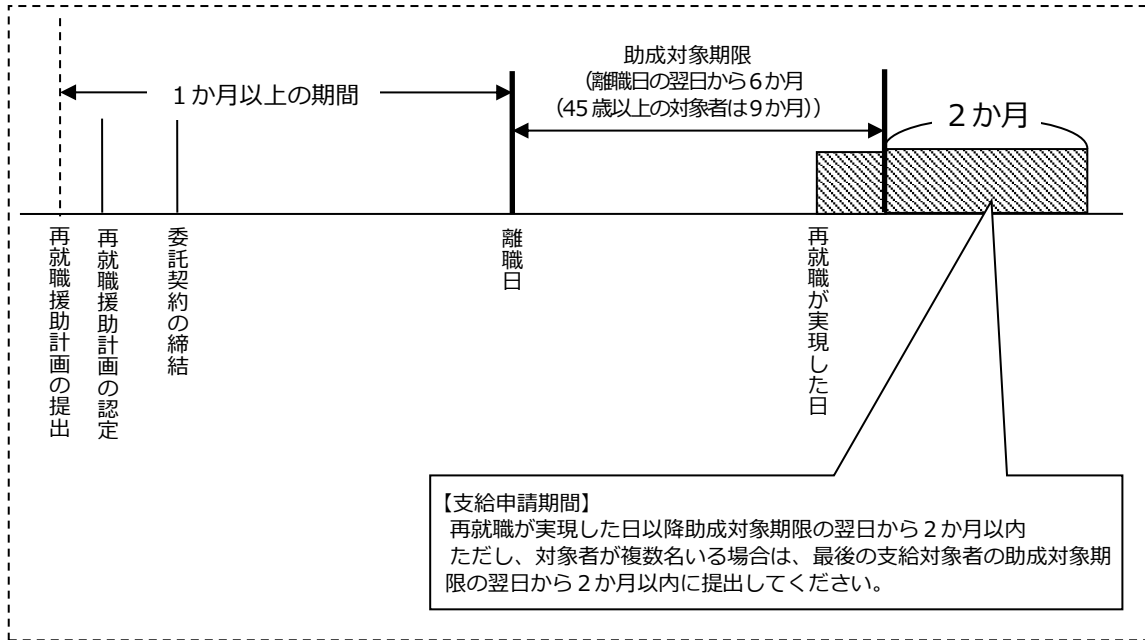 助成対象期限
(離職日の翌日から6か月
(45歳以上の対象者は9か月))
1か月以上の期間
2か月
再就職援助計画の提出
再就職援助計画の認定
委託契約の締結
離職日
再就職が実現した日
【支給申請期間】
再就職が実現した日以降助成対象期限の翌日から2か月以内
ただし、対象者が複数名いる場合は、最後の支給対象者の助成対象期
限の翌日から2か月以内に提出してください。